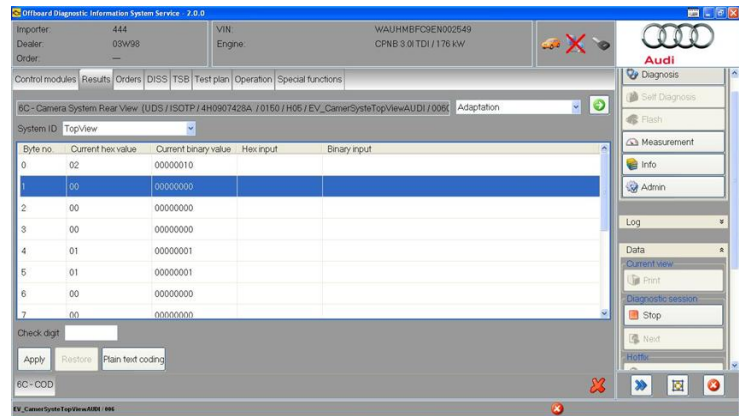 Offboard Diagnostic Information System Service - 2.0.0
Importer: 444 VIN: WAUHMBFC9EN002549
Dealer: 03W98 Engine: CPNB 3.0l TDI / 176 kW
Order: ---
Audi
Control modules Results Orders DISS TSB Test plan Operation Special functions
6C - Camera System Rear View (UDS / ISOTP / 4H0907428A / 0150 / H05 / EV_CamerSysteTopViewAUDI / 006 Adaptation
System ID TopView
Byte no. Current hex value Current binary value Hex input Binary input
0 02 00000010
1 00 00000000
2 00 00000000
3 00 00000000
4 01 00000001
5 01 00000001
6 00 00000000
7 00 00000000
Check digit
Apply Restore Plain text coding
6C - COD
EV_CamerSysteTopViewAUDI / 006
Diagnosis
Self Diagnosis
Flash
Measurement
Info
Admin
Log
Data
Current view
Print
Diagnostic session
Stop
Next
Hotfix